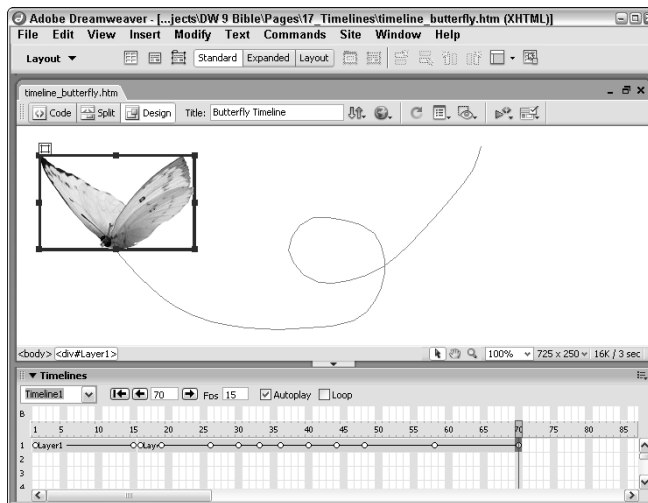 Adobe Dreamweaver - [...jects\DW 9 Bible\Pages\17_Timelines\timeline_butterfly.htm (XHTML)]
File Edit View Insert Modify Text Commands Site Window Help
Layout Standard Expanded Layout
timeline_butterfly.htm
Code Split Design Title: Butterfly Timeline
<body> <div#Layer1> 100% 725 x 250 16K / 3 sec
Timelines
Timeline1 70 Fps 15 Autoplay Loop
B
1 5 15 20 25 30 35 40 45 50 55 60 65 70 75 80 85
1 Layer1 Layer
2
3
4